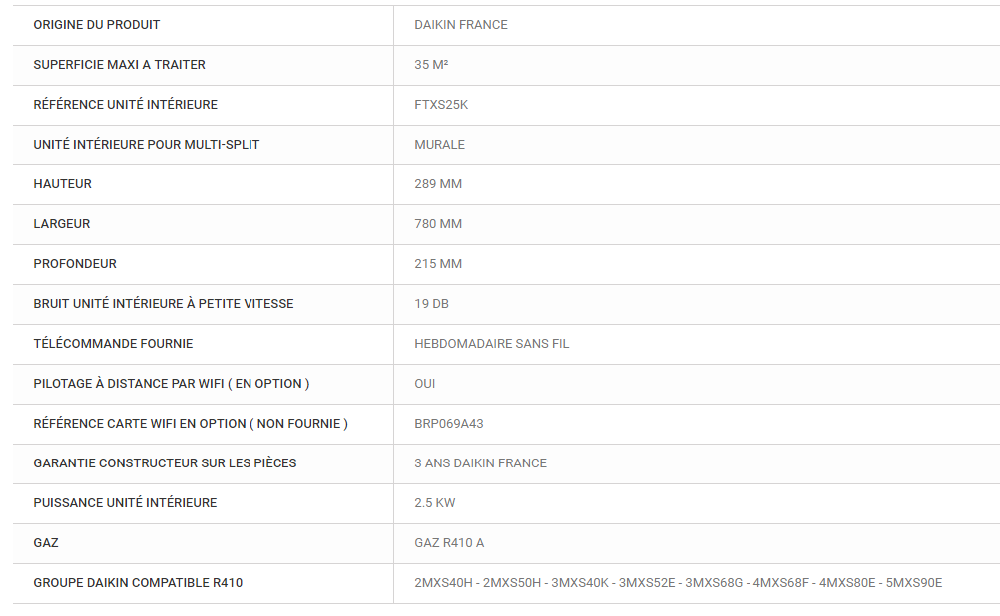 ORIGINE DU PRODUIT DAIKIN FRANCE
SUPERFICIE MAXI A TRAITER 35 M²
RÉFÉRENCE UNITÉ INTÉRIEURE FTXS25K
UNITÉ INTÉRIEURE POUR MULTI-SPLIT MURALE
HAUTEUR 289 MM
LARGEUR 780 MM
PROFONDEUR 215 MM
BRUIT UNITÉ INTÉRIEURE À PETITE VITESSE 19 DB
TÉLÉCOMMANDE FOURNIE HEBDOMADAIRE SANS FIL
PILOTAGE À DISTANCE PAR WIFI ( EN OPTION ) OUI
RÉFÉRENCE CARTE WIFI EN OPTION ( NON FOURNIE ) BRP069A43
GARANTIE CONSTRUCTEUR SUR LES PIÈCES 3 ANS DAIKIN FRANCE
PUISSANCE UNITÉ INTÉRIEURE 2.5 KW
GAZ GAZ R410 A
GROUPE DAIKIN COMPATIBLE R410 2MXS40H - 2MXS50H - 3MXS40K - 3MXS52E - 3MXS68G - 4MXS68F - 4MXS80E - 5MXS90E